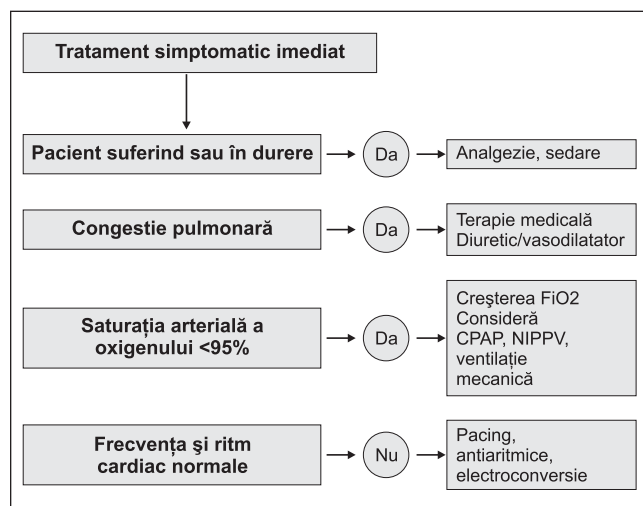 Tratament simptomatic imediat
Pacient suferind sau în durere
Da
Analgezie, sedare
Congestie pulmonară
Da
Terapie medicală
Diuretic/vasodilatator
Saturația arterială a
oxigenului <95%
Da
Creşterea FiO2
Consideră
CPAP, NIPPV,
ventilație
mecanică
Frecvența şi ritm
cardiac normale
Nu
Pacing,
antiaritmice,
electroconversie